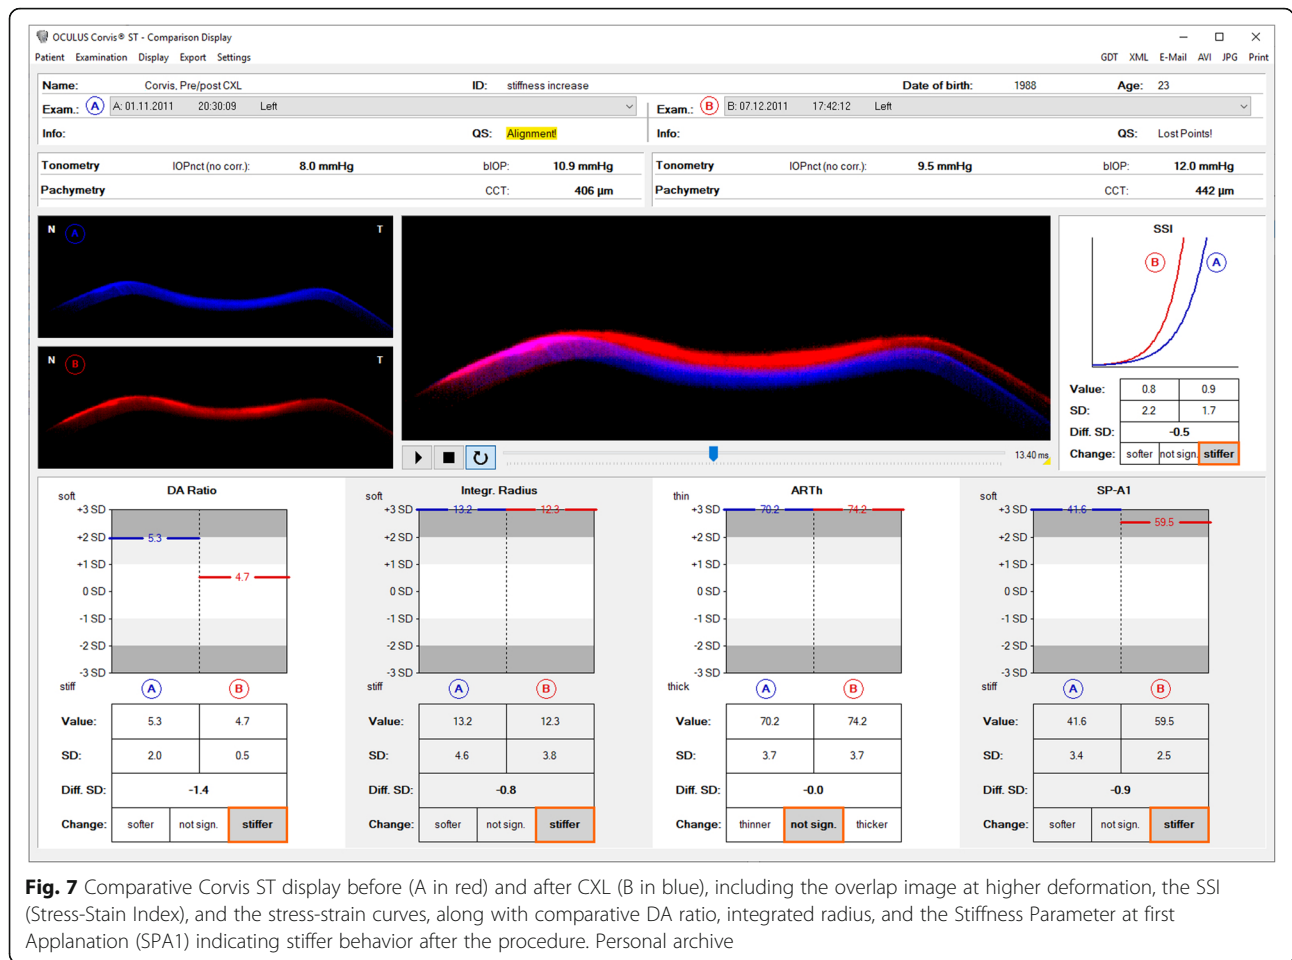 OCULUS Corvis® ST - Comparison Display
Patient Examination Display Export Settings GDT XML E-Mail AVI JPG Print
Name: Corvis, Pre/post CXL ID: stiffness increase Date of birth: 1988 Age: 23
Exam.: A A: 01.11.2011 20:30:09 Left Exam.: B B: 07.12.2011 17:42:12 Left
Info: QS: Alignment! Info: QS: Lost Points!
Tonometry IOPnct (no corr.): 8.0 mmHg bIOP: 10.9 mmHg Tonometry IOPnct (no corr.): 9.5 mmHg bIOP: 12.0 mmHg
Pachymetry CCT: 406 µm Pachymetry CCT: 442 µm
N A T
N B T
13.40 ms
SSI
B A
Value: 0.8 0.9
SD: 2.2 1.7
Diff. SD: -0.5
Change: softer not sign. stiffer
DA Ratio
soft
+3 SD
+2 SD
+1 SD
0 SD
-1 SD
-2 SD
-3 SD
5.3
4.7
stiff A B
Value: 5.3 4.7
SD: 2.0 0.5
Diff. SD: -1.4
Change: softer not sign. stiffer
Integr. Radius
soft
+3 SD
+2 SD
+1 SD
0 SD
-1 SD
-2 SD
-3 SD
13.2 12.3
stiff A B
Value: 13.2 12.3
SD: 4.6 3.8
Diff. SD: -0.8
Change: softer not sign. stiffer
ARTh
thin
+3 SD
+2 SD
+1 SD
0 SD
-1 SD
-2 SD
-3 SD
70.2 74.2
thick A B
Value: 70.2 74.2
SD: 3.7 3.7
Diff. SD: -0.0
Change: thinner not sign. thicker
SP-A1
soft
+3 SD
+2 SD
+1 SD
0 SD
-1 SD
-2 SD
-3 SD
41.6
59.5
stiff A B
Value: 41.6 59.5
SD: 3.4 2.5
Diff. SD: -0.9
Change: softer not sign. stiffer
Fig. 7 Comparative Corvis ST display before (A in red) and after CXL (B in blue), including the overlap image at higher deformation, the SSI
(Stress-Stain Index), and the stress-strain curves, along with comparative DA ratio, integrated radius, and the Stiffness Parameter at first
Applanation (SPA1) indicating stiffer behavior after the procedure. Personal archive